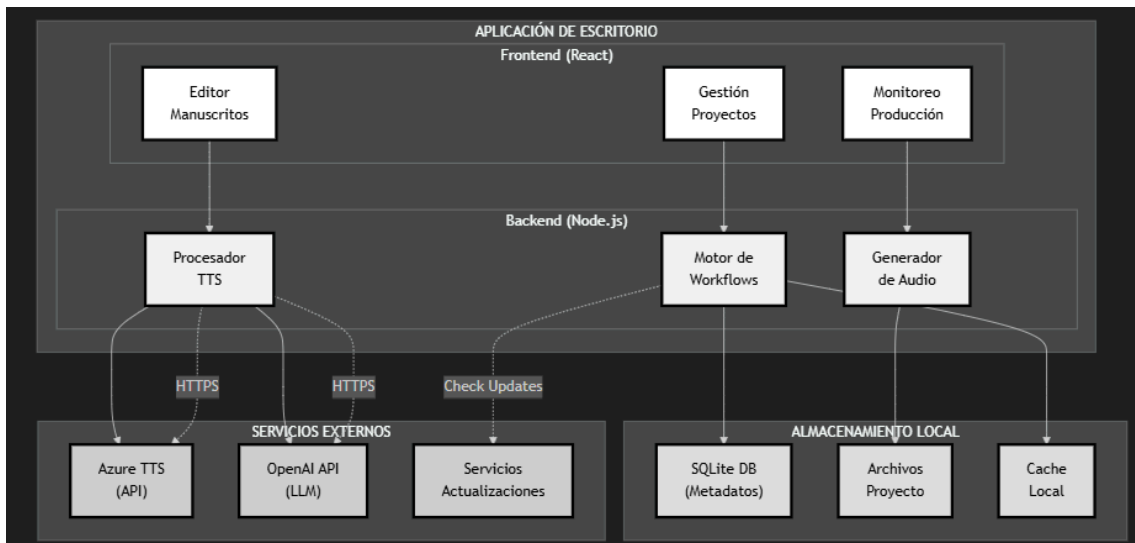 APLICACIÓN DE ESCRITORIO
Frontend (React)
Editor
Manuscritos
Gestión
Proyectos
Monitoreo
Producción
Backend (Node.js)
Procesador
TTS
Motor de
Workflows
Generador
de Audio
HTTPS
HTTPS
Check Updates
SERVICIOS EXTERNOS
Azure TTS
(API)
OpenAI API
(LLM)
Servicios
Actualizaciones
ALMACENAMIENTO LOCAL
SQLite DB
(Metadatos)
Archivos
Proyecto
Cache
Local